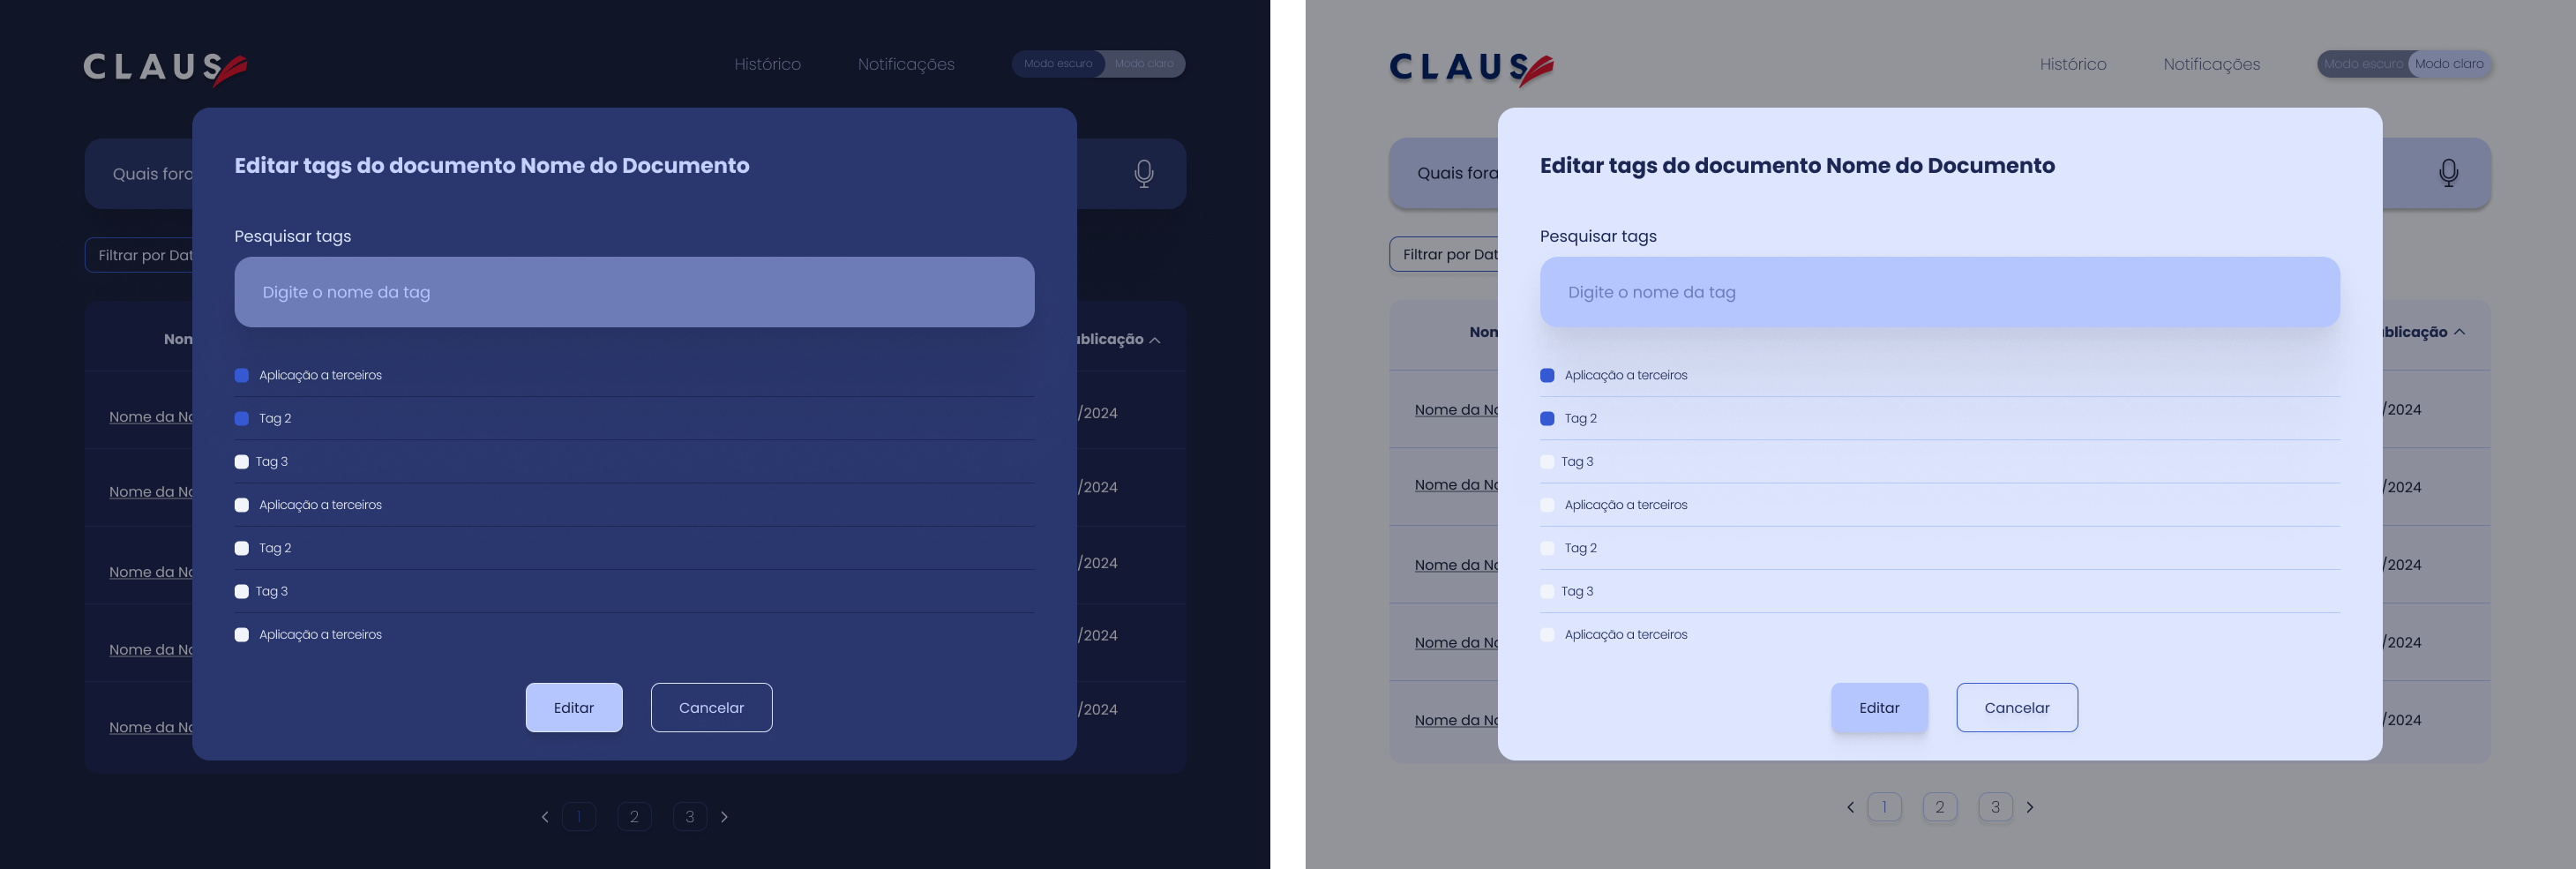 CLAUS
Histórico
Notificações
Modo escuro
Modo claro
Quais fora
Filtrar por Dat
Editar tags do documento Nome do Documento
Pesquisar tags
Digite o nome da tag
Aplicação a terceiros
Tag 2
Tag 3
Aplicação a terceiros
Tag 2
Tag 3
Aplicação a terceiros
Editar
Cancelar
Non
ublicação
Nome da No
/2024
Nome da No
/2024
Nome da No
/2024
Nome da No
/2024
Nome da No
/2024
1 2 3
CLAUS
Histórico
Notificações
Modo escuro
Modo claro
Quais fora
Filtrar por Dat
Editar tags do documento Nome do Documento
Pesquisar tags
Digite o nome da tag
Aplicação a terceiros
Tag 2
Tag 3
Aplicação a terceiros
Tag 2
Tag 3
Aplicação a terceiros
Editar
Cancelar
Non
blicação
Nome da No
/2024
Nome da No
/2024
Nome da No
/2024
Nome da No
/2024
Nome da No
/2024
1 2 3